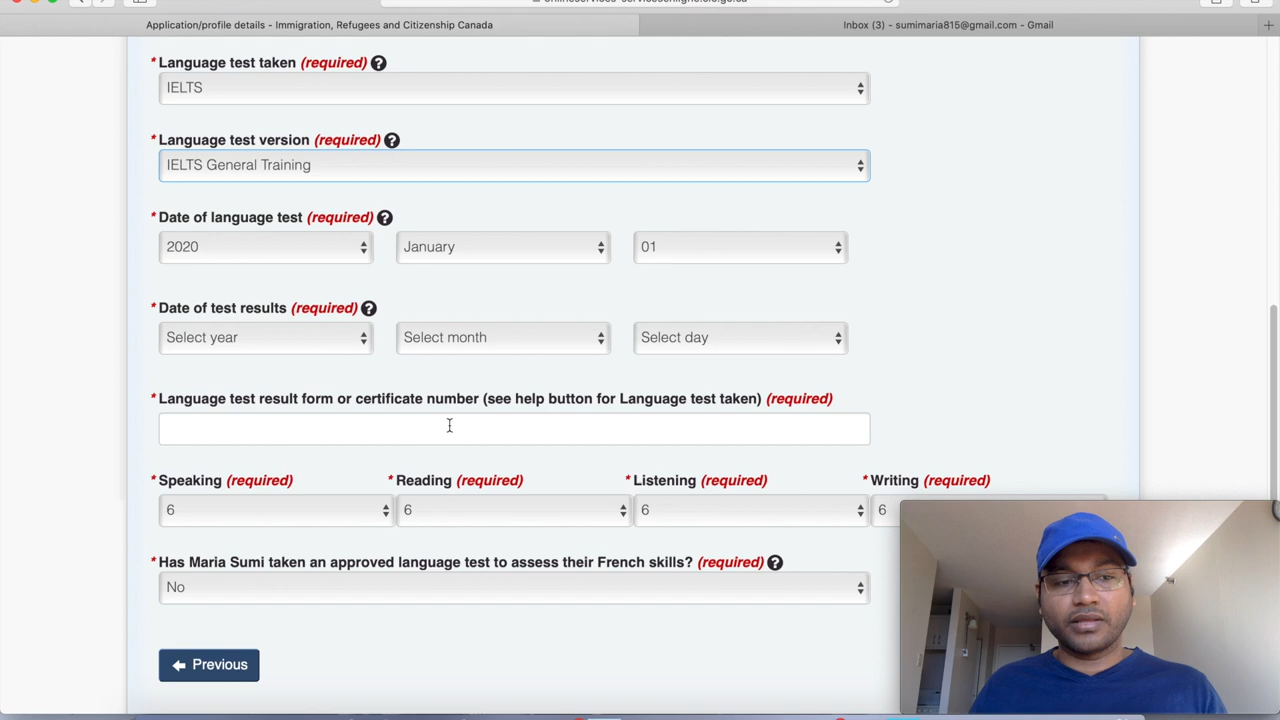 Application/profile details - Immigration, Refugees and Citizenship Canada
Inbox (3) - sumimaria815@gmail.com - Gmail
* Language test taken (required) ?
IELTS
* Language test version (required) ?
IELTS General Training
* Date of language test (required) ?
2020 January 01
* Date of test results (required) ?
Select year Select month Select day
* Language test result form or certificate number (see help button for Language test taken) (required)
* Speaking (required) * Reading (required) * Listening (required) * Writing (required)
6 6 6 6
* Has Maria Sumi taken an approved language test to assess their French skills? (required) ?
No
Previous